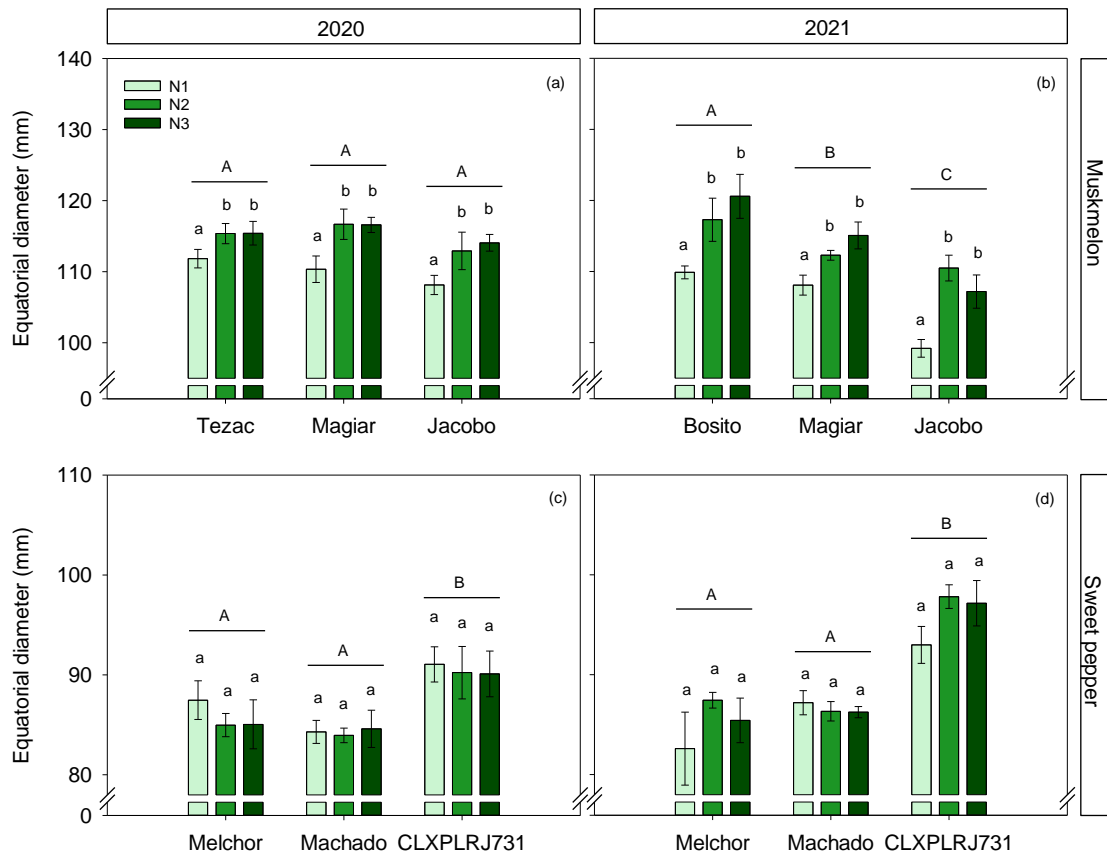 2020
2021
Equatorial diameter (mm)
140
130
120
110
100
0
N1
N2
N3
(a)
A
A
A
a b b
a b b
a b b
Tezac Magiar Jacobo
(b)
A
B
C
a b b
a b b
a b b
Bosito Magiar Jacobo
Muskmelon
Equatorial diameter (mm)
110
100
90
80
0
(c)
A
A
B
a a a
a a a
a a a
Melchor Machado CLXPLRJ731
(d)
A
A
B
a a a
a a a
a a a
Melchor Machado CLXPLRJ731
Sweet pepper